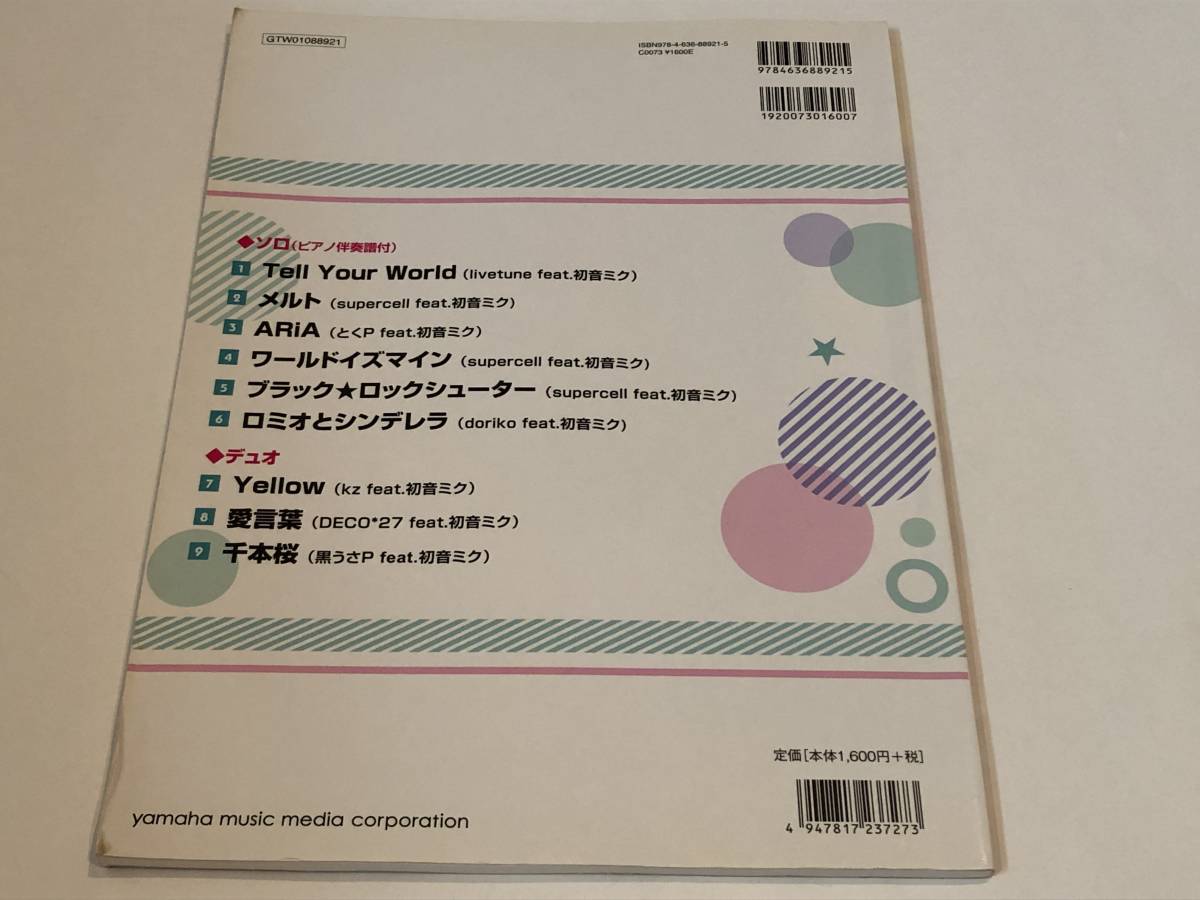 GTW01088921
ISBN978-4-636-88921-5
C0073 ¥1600E
9784636889215
1920073016007
◆ソロ(ピアノ伴奏譜付)
1 Tell Your World (livetune feat.初音ミク)
2 メルト (supercell feat.初音ミク)
3 ARiA (とくP feat.初音ミク)
4 ワールドイズマイン (supercell feat.初音ミク)
5 ブラック★ロックシューター (supercell feat.初音ミク)
6 ロミオとシンデレラ (doriko feat.初音ミク)
◆デュオ
7 Yellow (kz feat.初音ミク)
8 愛言葉 (DECO*27 feat.初音ミク)
9 千本桜 (黒うさP feat.初音ミク)
定価[本体1,600円+税]
yamaha music media corporation
4 947817 237273